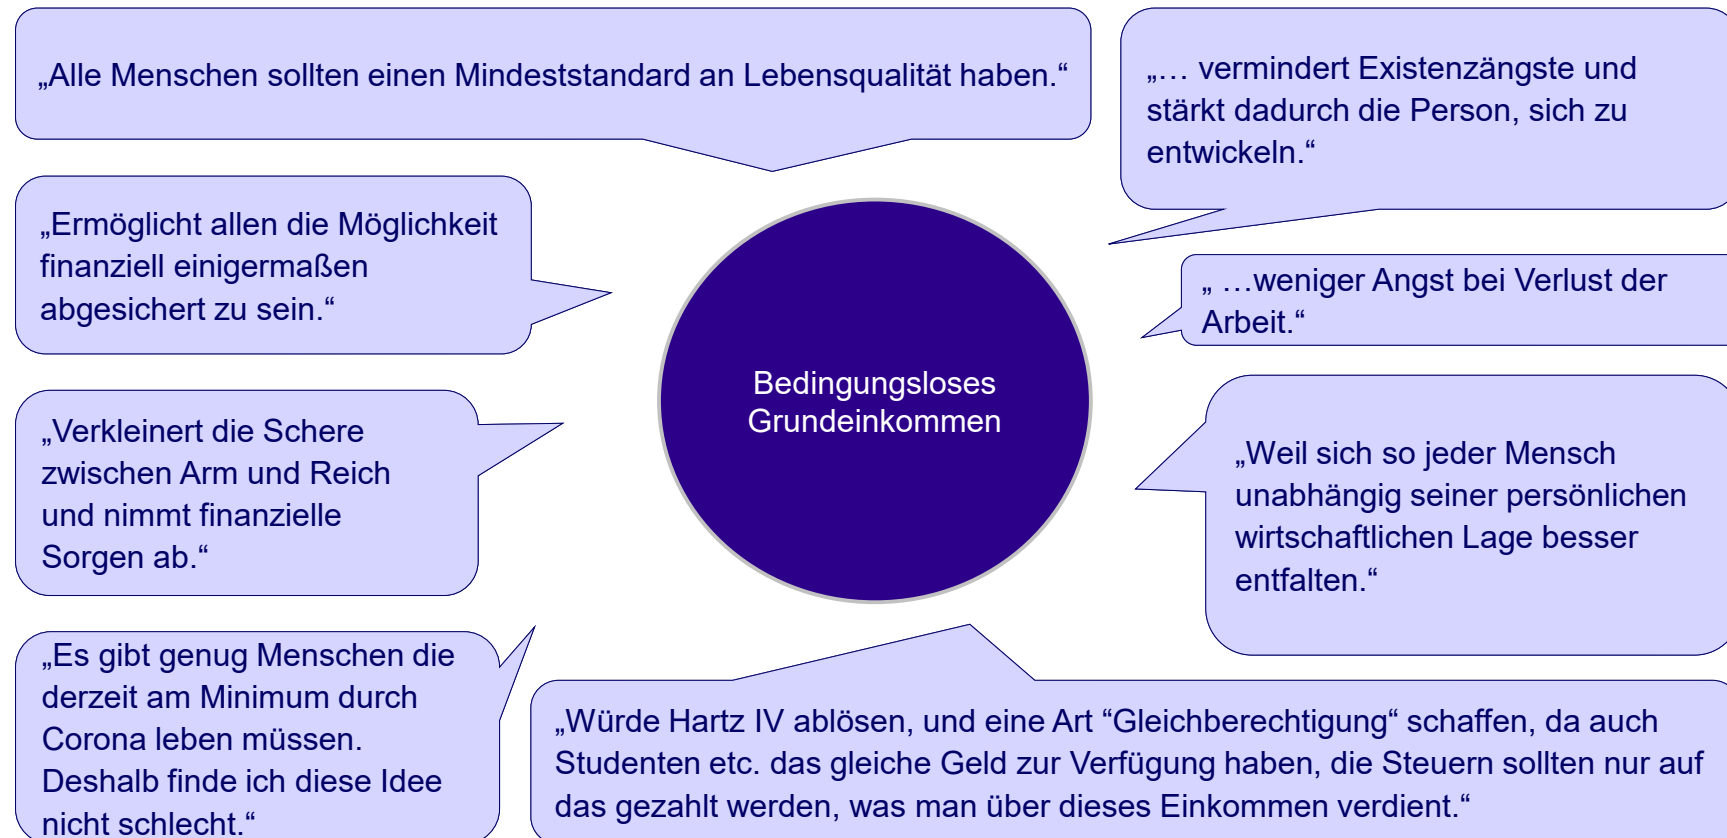 „Alle Menschen sollten einen Mindeststandard an Lebensqualität haben.“
„… vermindert Existenzängste und
stärkt dadurch die Person, sich zu
entwickeln.“
„Ermöglicht allen die Möglichkeit
finanziell einigermaßen
abgesichert zu sein.“
„ …weniger Angst bei Verlust der
Arbeit.“
Bedingungsloses
Grundeinkommen
„Verkleinert die Schere
zwischen Arm und Reich
und nimmt finanzielle
Sorgen ab.“
„Weil sich so jeder Mensch
unabhängig seiner persönlichen
wirtschaftlichen Lage besser
entfalten.“
„Es gibt genug Menschen die
derzeit am Minimum durch
Corona leben müssen.
Deshalb finde ich diese Idee
nicht schlecht.“
„Würde Hartz IV ablösen, und eine Art “Gleichberechtigung“ schaffen, da auch
Studenten etc. das gleiche Geld zur Verfügung haben, die Steuern sollten nur auf
das gezahlt werden, was man über dieses Einkommen verdient.“